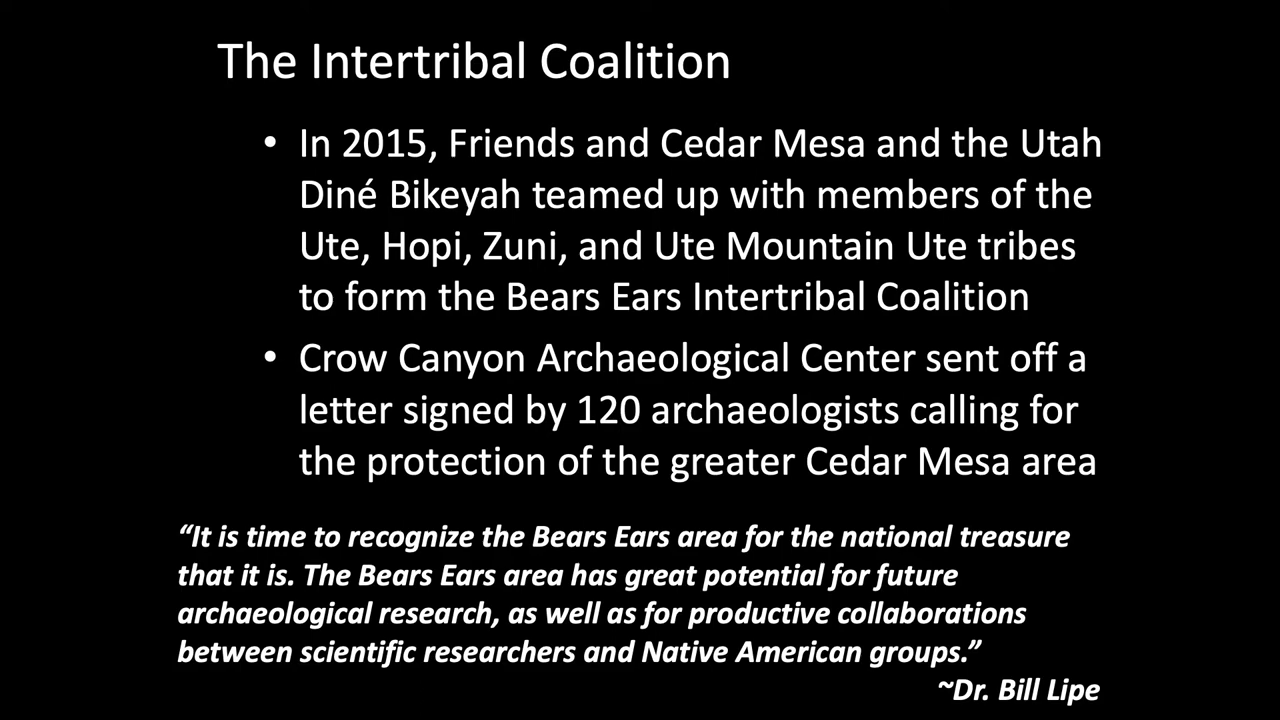 The Intertribal Coalition
• In 2015, Friends and Cedar Mesa and the Utah
Diné Bikeyah teamed up with members of the
Ute, Hopi, Zuni, and Ute Mountain Ute tribes
to form the Bears Ears Intertribal Coalition
• Crow Canyon Archaeological Center sent off a
letter signed by 120 archaeologists calling for
the protection of the greater Cedar Mesa area
“It is time to recognize the Bears Ears area for the national treasure
that it is. The Bears Ears area has great potential for future
archaeological research, as well as for productive collaborations
between scientific researchers and Native American groups.”
~Dr. Bill Lipe